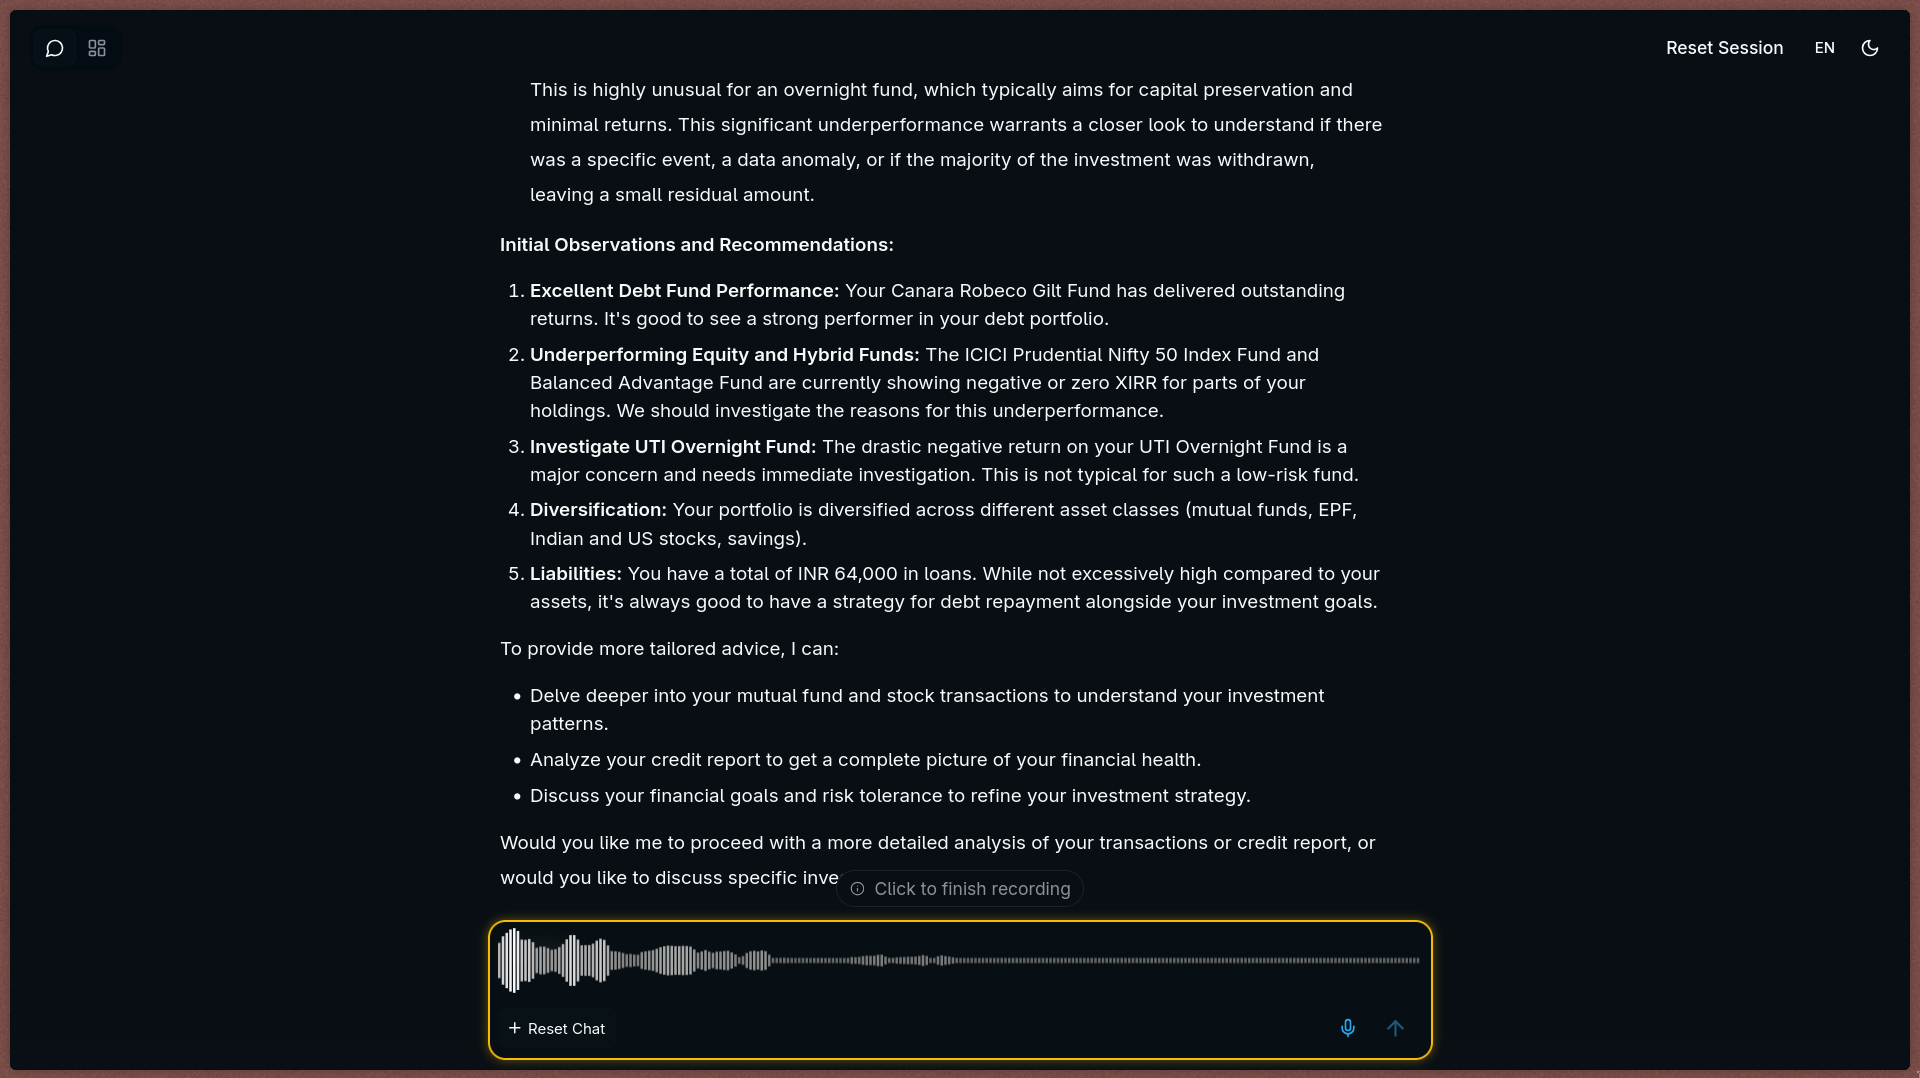 Reset Session EN
This is highly unusual for an overnight fund, which typically aims for capital preservation and
minimal returns. This significant underperformance warrants a closer look to understand if there
was a specific event, a data anomaly, or if the majority of the investment was withdrawn,
leaving a small residual amount.
Initial Observations and Recommendations:
1. Excellent Debt Fund Performance: Your Canara Robeco Gilt Fund has delivered outstanding
returns. It's good to see a strong performer in your debt portfolio.
2. Underperforming Equity and Hybrid Funds: The ICICI Prudential Nifty 50 Index Fund and
Balanced Advantage Fund are currently showing negative or zero XIRR for parts of your
holdings. We should investigate the reasons for this underperformance.
3. Investigate UTI Overnight Fund: The drastic negative return on your UTI Overnight Fund is a
major concern and needs immediate investigation. This is not typical for such a low-risk fund.
4. Diversification: Your portfolio is diversified across different asset classes (mutual funds, EPF,
Indian and US stocks, savings).
5. Liabilities: You have a total of INR 64,000 in loans. While not excessively high compared to your
assets, it's always good to have a strategy for debt repayment alongside your investment goals.
To provide more tailored advice, I can:
• Delve deeper into your mutual fund and stock transactions to understand your investment
patterns.
• Analyze your credit report to get a complete picture of your financial health.
• Discuss your financial goals and risk tolerance to refine your investment strategy.
Would you like me to proceed with a more detailed analysis of your transactions or credit report, or
would you like to discuss specific
Click to finish recording
+ Reset Chat